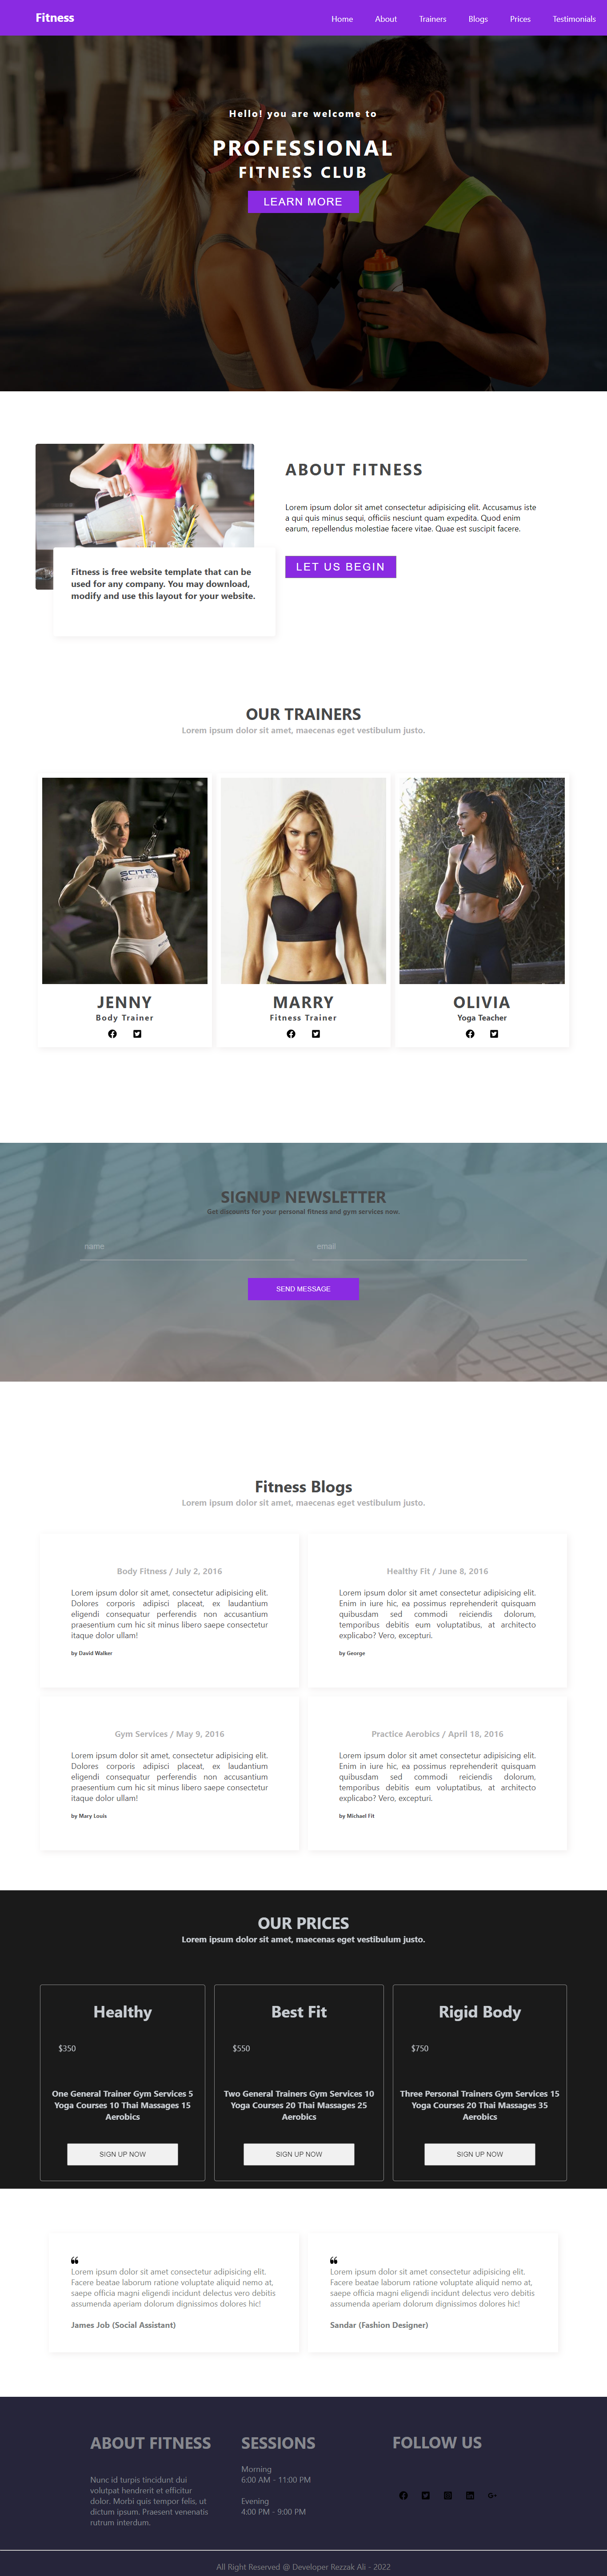 Fitness
Home About Trainers Blogs Prices Testimonials
Hello! you are welcome to
PROFESSIONAL
FITNESS CLUB
LEARN MORE
Fitness is free website template that can be
used for any company. You may download,
modify and use this layout for your website.
ABOUT FITNESS
Lorem ipsum dolor sit amet consectetur adipisicing elit. Accusamus iste
a qui quis minus sequi, officiis nesciunt quam expedita. Quod enim
earum, repellendus molestiae facere vitae. Quae est suscipit facere.
LET US BEGIN
OUR TRAINERS
Lorem ipsum dolor sit amet, maecenas eget vestibulum justo.
SCITEC
JENNY
Body Trainer
MARRY
Fitness Trainer
OLIVIA
Yoga Teacher
SIGNUP NEWSLETTER
Get discounts for your personal fitness and gym services now.
name
email
SEND MESSAGE
Fitness Blogs
Lorem ipsum dolor sit amet, maecenas eget vestibulum justo.
Body Fitness / July 2, 2016
Lorem ipsum dolor sit amet, consectetur adipisicing elit.
Dolores corporis adipisci placeat, ex laudantium
eligendi consequatur perferendis non accusantium
praesentium cum hic sit minus libero saepe consectetur
itaque dolor ullam!
by David Walker
Healthy Fit / June 8, 2016
Lorem ipsum dolor sit amet consectetur adipisicing elit.
Enim in iure hic, ea possimus reprehenderit quisquam
quibusdam sed commodi reiciendis dolorum,
temporibus debitis eum voluptatibus, at architecto
explicabo? Vero, excepturi.
by George
Gym Services / May 9, 2016
Lorem ipsum dolor sit amet, consectetur adipisicing elit.
Dolores corporis adipisci placeat, ex laudantium
eligendi consequatur perferendis non accusantium
praesentium cum hic sit minus libero saepe consectetur
itaque dolor ullam!
by Mary Louis
Practice Aerobics / April 18, 2016
Lorem ipsum dolor sit amet consectetur adipisicing elit.
Enim in iure hic, ea possimus reprehenderit quisquam
quibusdam sed commodi reiciendis dolorum,
temporibus debitis eum voluptatibus, at architecto
explicabo? Vero, excepturi.
by Michael Fit
OUR PRICES
Lorem ipsum dolor sit amet, maecenas eget vestibulum justo.
Healthy
$350
One General Trainer Gym Services 5
Yoga Courses 10 Thai Massages 15
Aerobics
SIGN UP NOW
Best Fit
$550
Two General Trainers Gym Services 10
Yoga Courses 20 Thai Massages 25
Aerobics
SIGN UP NOW
Rigid Body
$750
Three Personal Trainers Gym Services 15
Yoga Courses 20 Thai Massages 35
Aerobics
SIGN UP NOW
Lorem ipsum dolor sit amet consectetur adipisicing elit.
Facere beatae laborum ratione voluptate aliquid nemo at,
saepe officia magni eligendi incidunt delectus vero debitis
assumenda aperiam dolorum dignissimos dolores hic!
James Job (Social Assistant)
Lorem ipsum dolor sit amet consectetur adipisicing elit.
Facere beatae laborum ratione voluptate aliquid nemo at,
saepe officia magni eligendi incidunt delectus vero debitis
assumenda aperiam dolorum dignissimos dolores hic!
Sandar (Fashion Designer)
ABOUT FITNESS
Nunc id turpis tincidunt dui
volutpat hendrerit et efficitur
dolor. Morbi quis tempor felis, ut
dictum ipsum. Praesent venenatis
rutrum interdum.
SESSIONS
Morning
6:00 AM - 11:00 PM
Evening
4:00 PM - 9:00 PM
FOLLOW US
All Right Reserved @ Developer Rezzak Ali - 2022